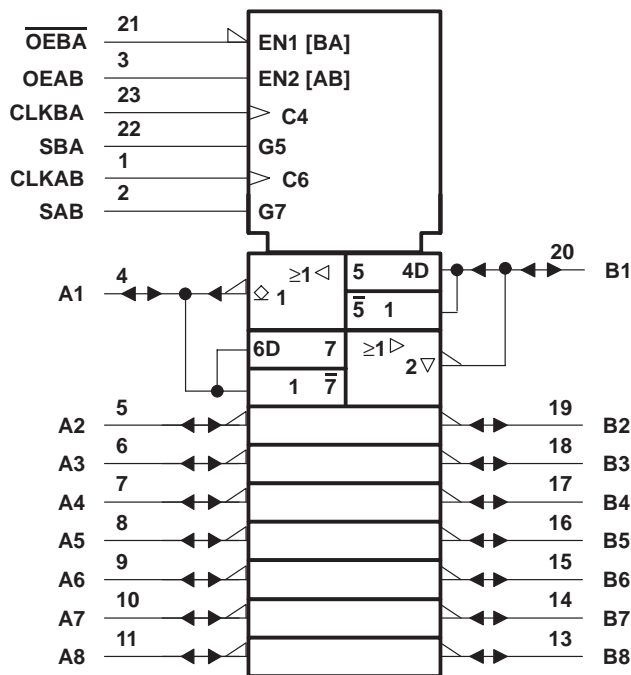 21
O̅E̅B̅A̅ EN1 [BA]
3
OEAB EN2 [AB]
23
CLKBA C4
22
SBA G5
1
CLKAB C6
2
SAB G7
4 ≥1 5 4D 20
A1 1 5̅ 1 B1
6D 7 ≥1
2
1 7̅
5 19
A2 B2
6 18
A3 B3
7 17
A4 B4
8 16
A5 B5
9 15
A6 B6
10 14
A7 B7
11 13
A8 B8